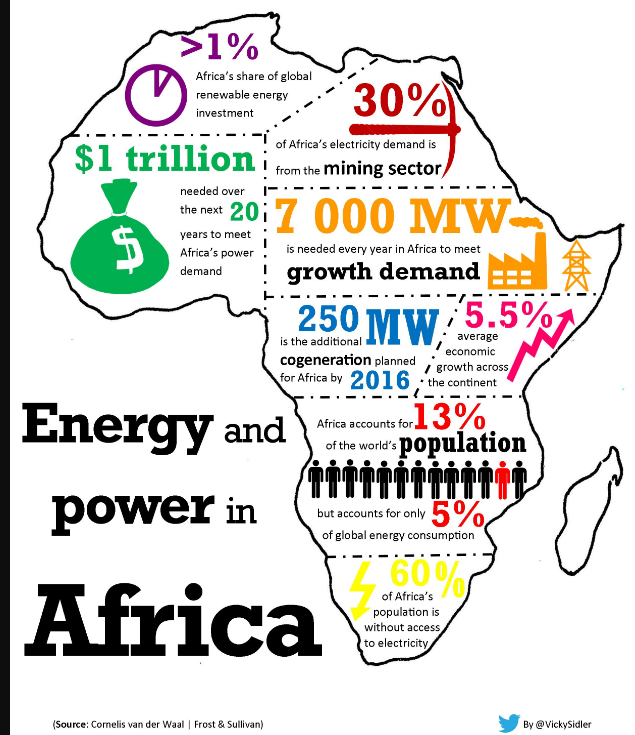 >1%
Africa's share of global
renewable energy
investment
30%
of Africa's electricity demand is
from the mining sector
$1 trillion
needed over
the next 20
years to meet
Africa's power
demand
$
7 000 MW
is needed every year in Africa to meet
growth demand
250 MW
is the additional
cogeneration planned
for Africa by 2016
5.5%
average
economic
growth across
the continent
Energy and
power in
Africa
Africa accounts for 13%
of the world's population
but accounts for only 5%
of global energy consumption
60%
of Africa's
population is
without access
to electricity
(Source: Cornelis van der Waal | Frost & Sullivan)
By @VickySidler